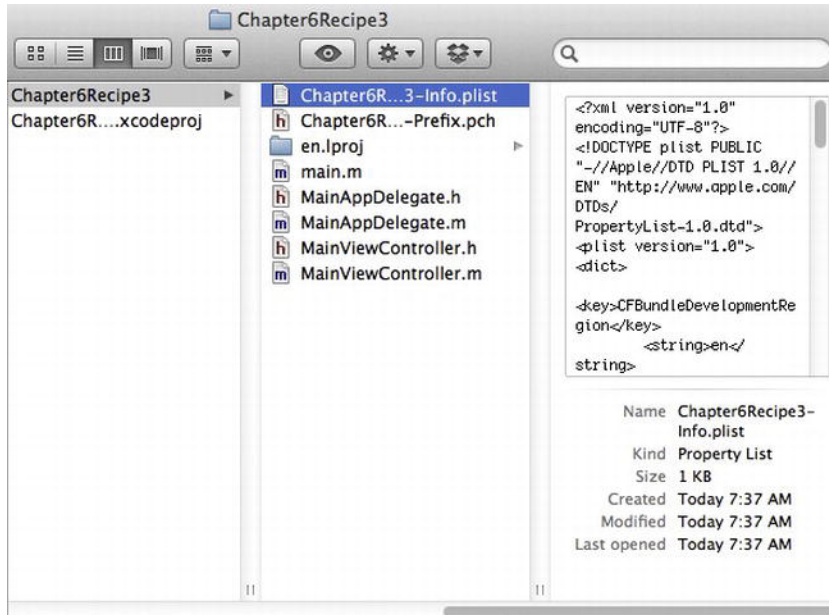 Chapter6Recipe3
Chapter6Recipe3
Chapter6R....xcodeproj
Chapter6R...3-Info.plist
Chapter6R...-Prefix.pch
en.lproj
main.m
MainAppDelegate.h
MainAppDelegate.m
MainViewController.h
MainViewController.m
<?xml version="1.0"
encoding="UTF-8"?>
<!DOCTYPE plist PUBLIC
"-//Apple//DTD PLIST 1.0//
EN" "http://www.apple.com/
DTDs/
PropertyList-1.0.dtd">
<plist version="1.0">
<dict>
<key>CFBundleDevelopmentRe
gion</key>
<string>en</
string>
Name Chapter6Recipe3-
Info.plist
Kind Property List
Size 1 KB
Created Today 7:37 AM
Modified Today 7:37 AM
Last opened Today 7:37 AM